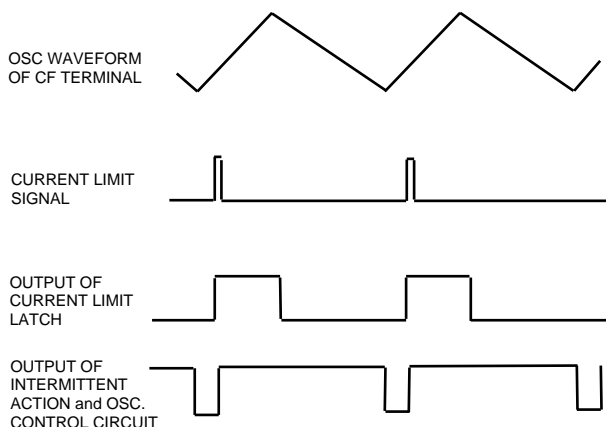 OSC WAVEFORM
OF CF TERMINAL
CURRENT LIMIT
SIGNAL
OUTPUT OF
CURRENT LIMIT
LATCH
OUTPUT OF
INTERMITTENT
ACTION and OSC.
CONTROL CIRCUIT